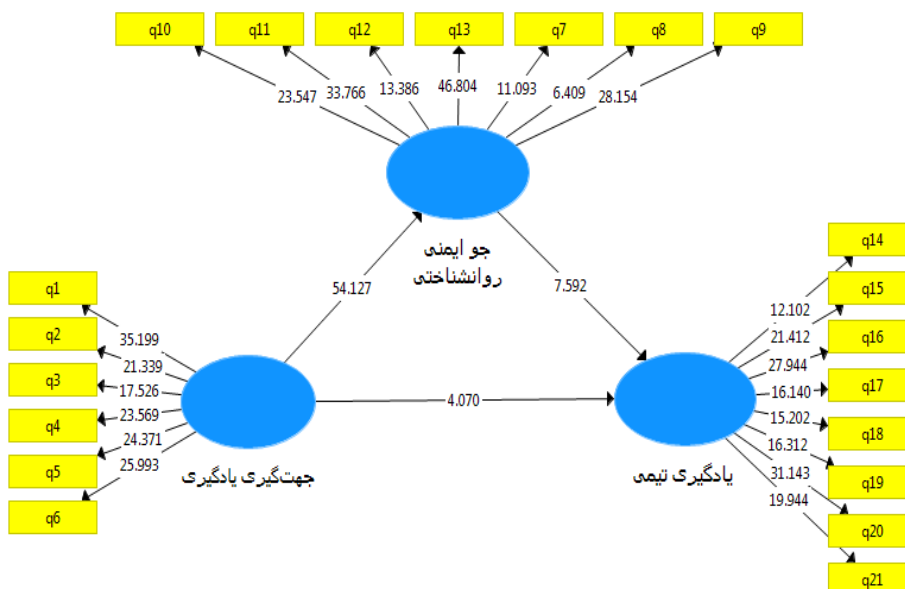 q10
q11
q12
q13
q7
q8
q9
23.547
33.766
13.386
46.804
11.093
6.409
28.154
جو ایمنی
روانشناختی
54.127
7.592
4.070
q1
q2
q3
q4
q5
q6
35.199
21.339
17.526
23.569
24.371
25.993
جهت‌گیری یادگیری
q14
q15
q16
q17
q18
q19
q20
q21
12.102
21.412
27.944
16.140
15.202
16.312
31.143
19.944
یادگیری تیمی